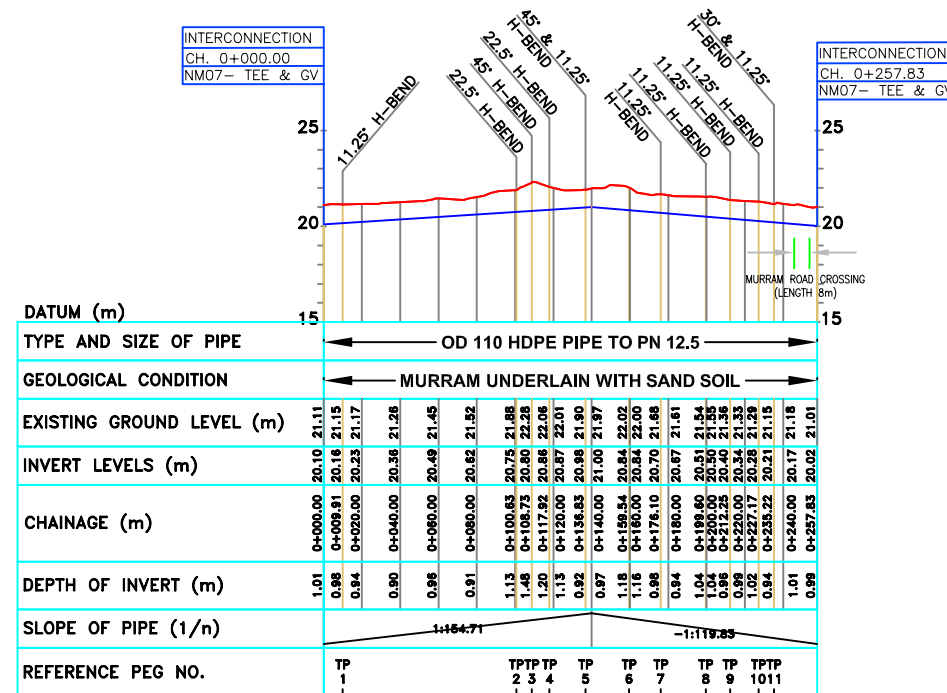 INTERCONNECTION
CH. 0+000.00
NM07- TEE & GV
INTERCONNECTION
CH. 0+257.83
NM07- TEE & GV
11.25° H-BEND
22.5° H-BEND
45° H-BEND
22.5° H-BEND
45° & 11.25°
H-BEND
11.25°
H-BEND
11.25° H-BEND
11.25° H-BEND
11.25° H-BEND
30° & 11.25°
H-BEND
25
20
15
25
20
15
MURRAM ROAD CROSSING
(LENGTH 8m)
DATUM (m)
TYPE AND SIZE OF PIPE
OD 110 HDPE PIPE TO PN 12.5
GEOLOGICAL CONDITION
MURRAM UNDERLAIN WITH SAND SOIL
EXISTING GROUND LEVEL (m) 21.11 21.15 21.17 21.26 21.45 21.52 21.88 22.28 22.06 22.01 21.90 21.97 22.02 22.00 21.68 21.61 21.54 21.55 21.36 21.33 21.29 21.15 21.18 21.01
INVERT LEVELS (m) 20.10 20.16 20.23 20.36 20.49 20.62 20.75 20.80 20.86 20.87 20.98 21.00 20.84 20.84 20.70 20.67 20.51 20.50 20.40 20.34 20.28 20.21 20.17 20.02
CHAINAGE (m) 0+000.00 0+009.91 0+020.00 0+040.00 0+060.00 0+080.00 0+100.63 0+108.73 0+117.92 0+120.00 0+136.83 0+140.00 0+159.54 0+160.00 0+176.10 0+180.00 0+199.60 0+200.00 0+212.25 0+220.00 0+227.17 0+235.22 0+240.00 0+257.83
DEPTH OF INVERT (m) 1.01 0.98 0.94 0.90 0.96 0.91 1.13 1.48 1.20 1.13 0.92 0.97 1.18 1.16 0.98 0.94 1.04 1.04 0.96 0.99 1.02 0.94 1.01 0.99
SLOPE OF PIPE (1/n) 1:154.71 -1:119.83
REFERENCE PEG NO. TP 1 TP 2 TP 3 TP 4 TP 5 TP 6 TP 7 TP 8 TP 9 TP 10 TP 11